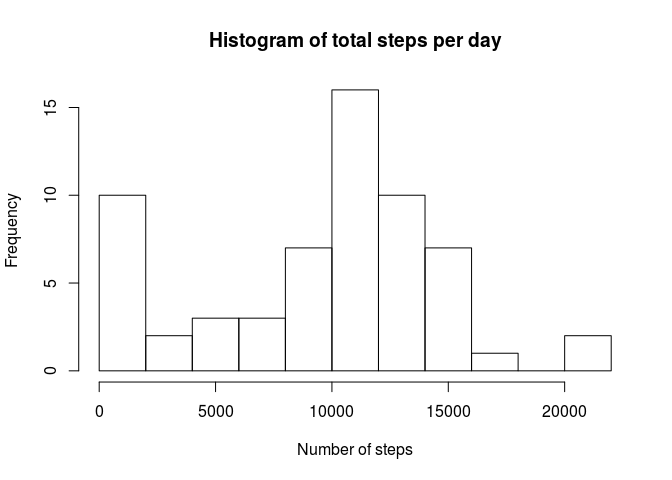 Histogram of total steps per day
Frequency
15
10
5
0
0 5000 10000 15000 20000
Number of steps